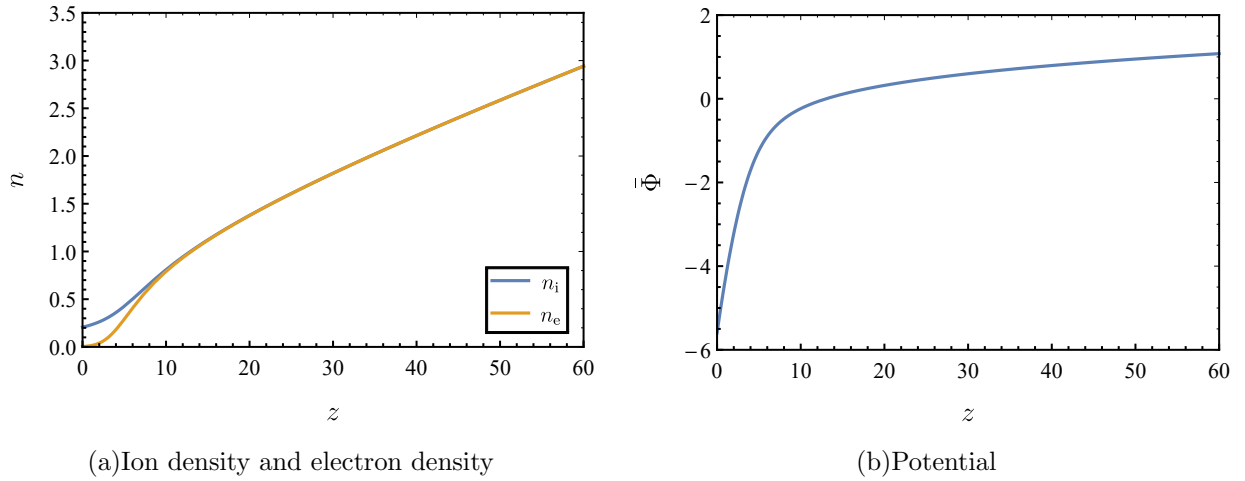 3.5
3.0
2.5
2.0
1.5
1.0
0.5
0.0
n
0 10 20 30 40 50 60
z
n_i
n_e
(a)Ion density and electron density
2
0
−2
−4
−6
Φ̄
0 10 20 30 40 50 60
z
(b)Potential